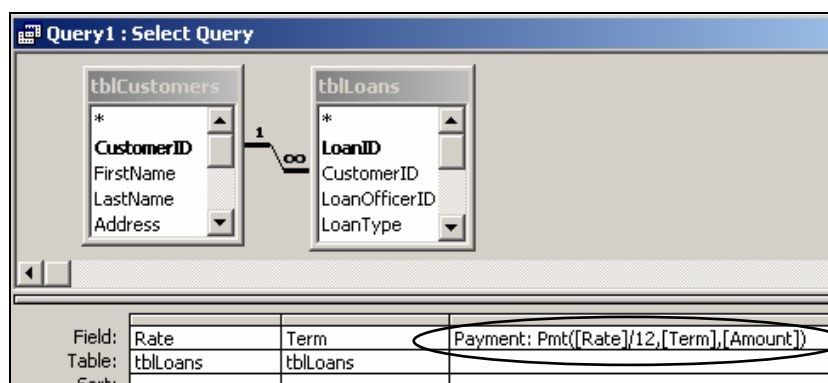 Query1 : Select Query
tblCustomers
*
CustomerID
FirstName
LastName
Address
1
∞
tblLoans
*
LoanID
CustomerID
LoanOfficerID
LoanType
Field: Rate Term Payment: Pmt([Rate]/12,[Term],[Amount])
Table: tblLoans tblLoans
Sort: